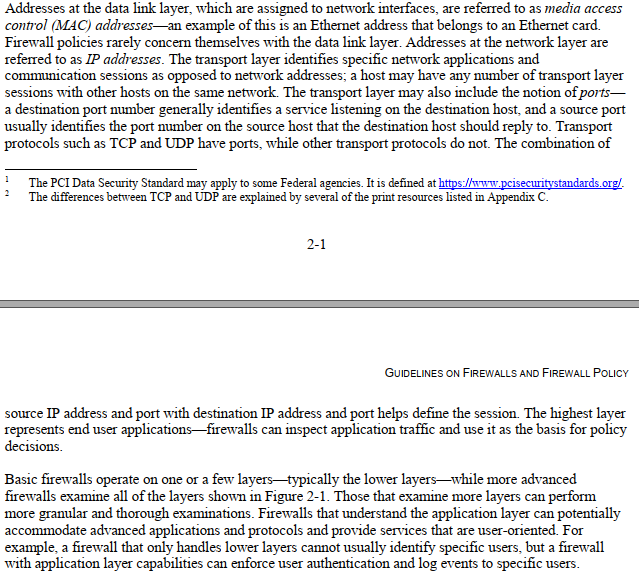 Addresses at the data link layer, which are assigned to network interfaces, are referred to as media access
control (MAC) addresses—an example of this is an Ethernet address that belongs to an Ethernet card.
Firewall policies rarely concern themselves with the data link layer. Addresses at the network layer are
referred to as IP addresses. The transport layer identifies specific network applications and
communication sessions as opposed to network addresses; a host may have any number of transport layer
sessions with other hosts on the same network. The transport layer may also include the notion of ports—
a destination port number generally identifies a service listening on the destination host, and a source port
usually identifies the port number on the source host that the destination host should reply to. Transport
protocols such as TCP and UDP have ports, while other transport protocols do not. The combination of
1 The PCI Data Security Standard may apply to some Federal agencies. It is defined at https://www.pcisecuritystandards.org/.
2 The differences between TCP and UDP are explained by several of the print resources listed in Appendix C.
2-1
GUIDELINES ON FIREWALLS AND FIREWALL POLICY
source IP address and port with destination IP address and port helps define the session. The highest layer
represents end user applications—firewalls can inspect application traffic and use it as the basis for policy
decisions.
Basic firewalls operate on one or a few layers—typically the lower layers—while more advanced
firewalls examine all of the layers shown in Figure 2-1. Those that examine more layers can perform
more granular and thorough examinations. Firewalls that understand the application layer can potentially
accommodate advanced applications and protocols and provide services that are user-oriented. For
example, a firewall that only handles lower layers cannot usually identify specific users, but a firewall
with application layer capabilities can enforce user authentication and log events to specific users.